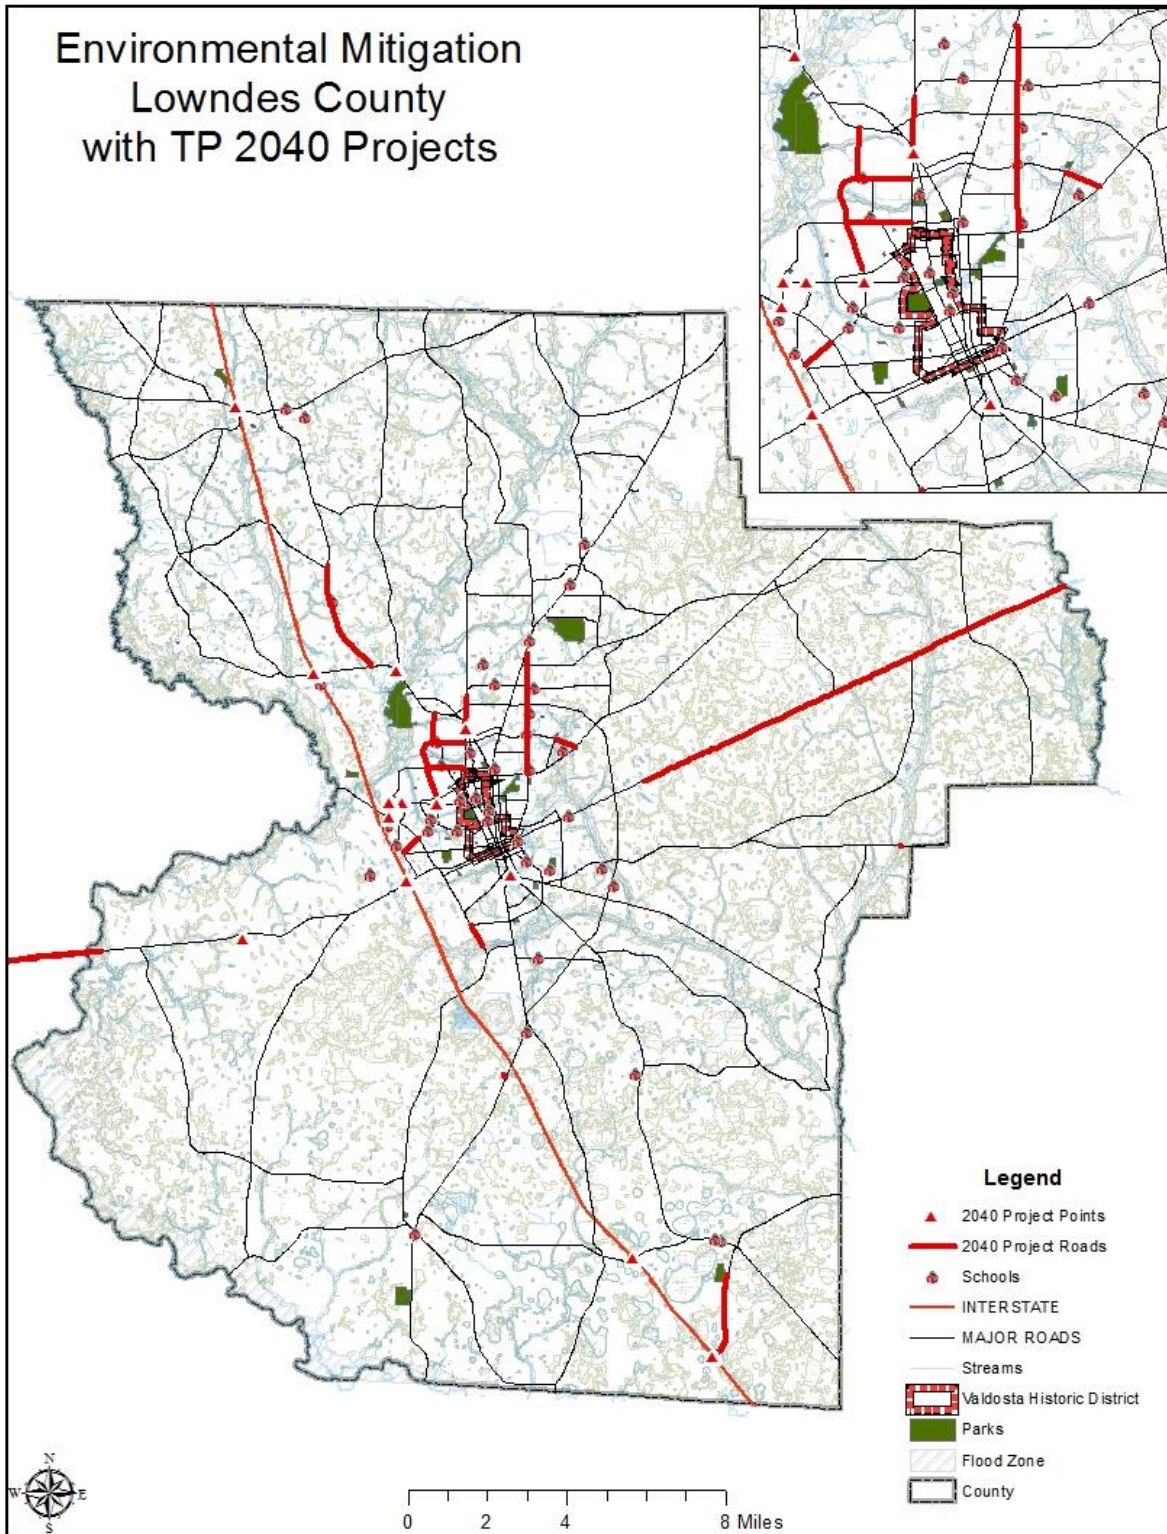 Environmental Mitigation
Lowndes County
with TP 2040 Projects
Legend
2040 Project Points
2040 Project Roads
Schools
INTERSTATE
MAJOR ROADS
Streams
Valdosta Historic District
Parks
Flood Zone
County
N
W E
S
0 2 4 8 Miles